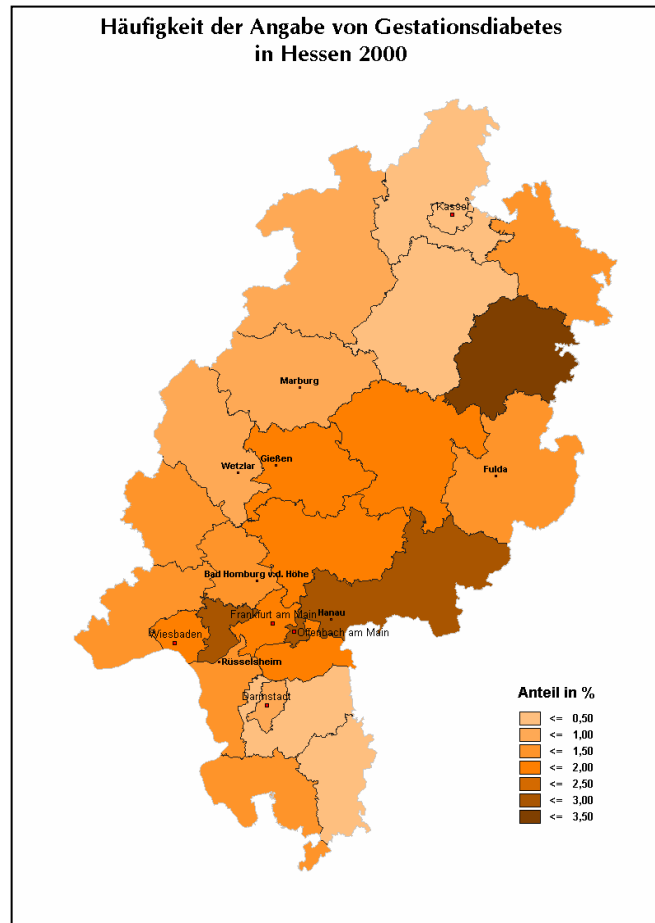 Häufigkeit der Angabe von Gestationsdiabetes
in Hessen 2000
Kassel
Marburg
Gießen
Wetzlar
Fulda
Bad Homburg v.d. Höhe
Hanau
Frankfurt am Main
Offenbach am Main
Wiesbaden
Rüsselsheim
Darmstadt
Anteil in %
<= 0,50
<= 1,00
<= 1,50
<= 2,00
<= 2,50
<= 3,00
<= 3,50